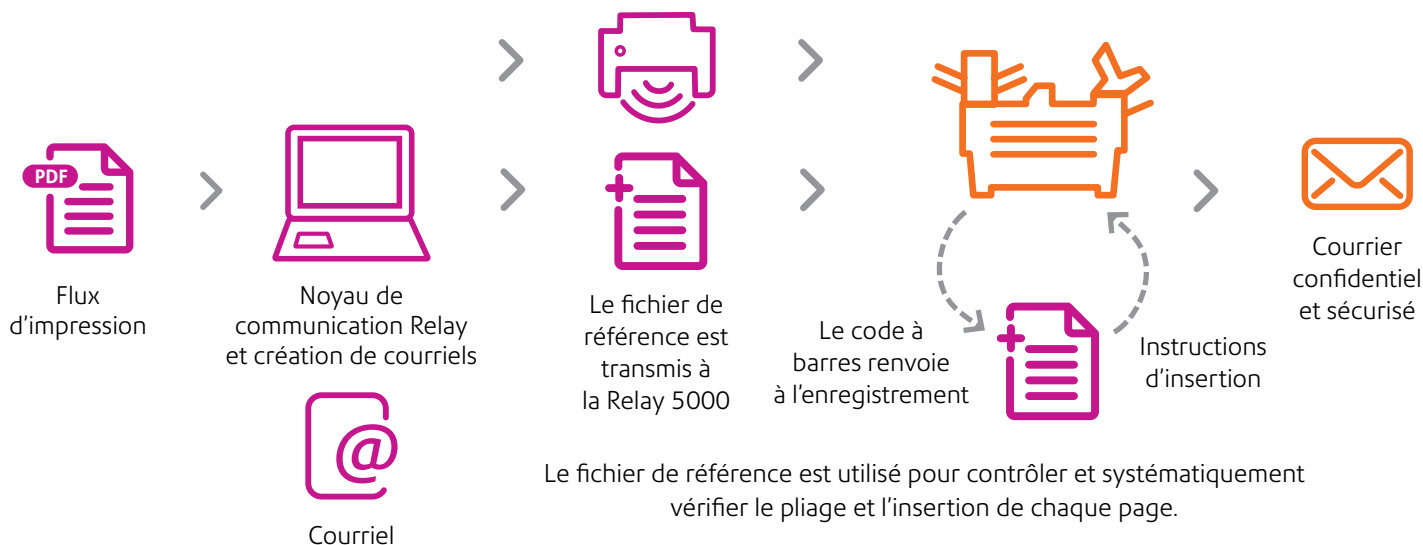 PDF
Flux
d'impression
Noyau de
communication Relay
et création de courriels
@
Courriel
Le fichier de
référence est
transmis à
la Relay 5000
Le code à
barres renvoie
à l'enregistrement
Instructions
d'insertion
Courrier
confidentiel
et sécurisé
Le fichier de référence est utilisé pour contrôler et systématiquement
vérifier le pliage et l'insertion de chaque page.